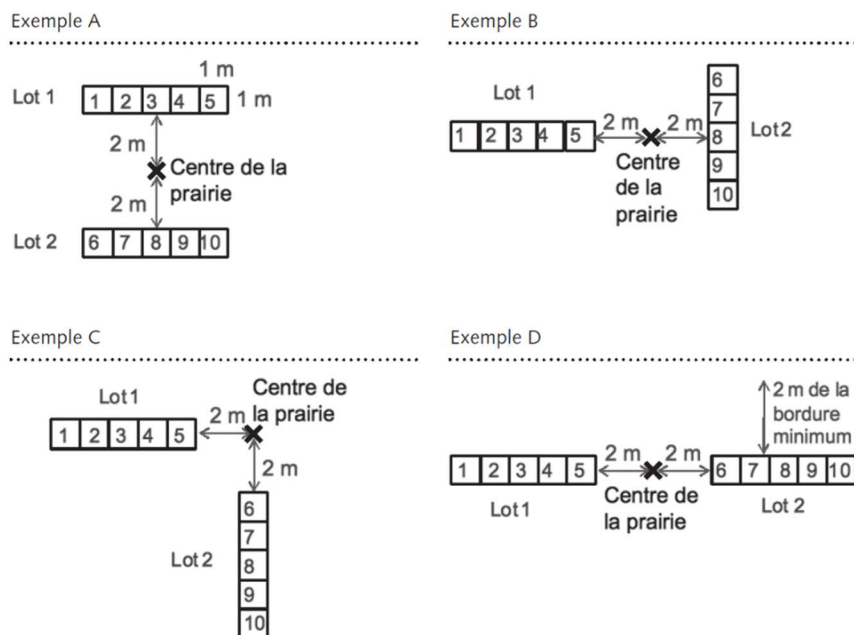 Exemple A
1 m
Lot 1
1 2 3 4 5
1 m
2 m
Centre de la
prairie
2 m
Lot 2
6 7 8 9 10
Exemple B
6
7
8
9
10
Lot 1
Lot2
1 2 3 4 5
2 m
2 m
Centre
de la
prairie
Exemple C
Centre de
la prairie
Lot1
2 m
1 2 3 4 5
2 m
6
7
8
9
10
Lot2
Exemple D
2 m de la
bordure
minimum
2 m
2 m
1 2 3 4 5
6 7 8 9 10
Lot1
Centre de
la prairie
Lot 2